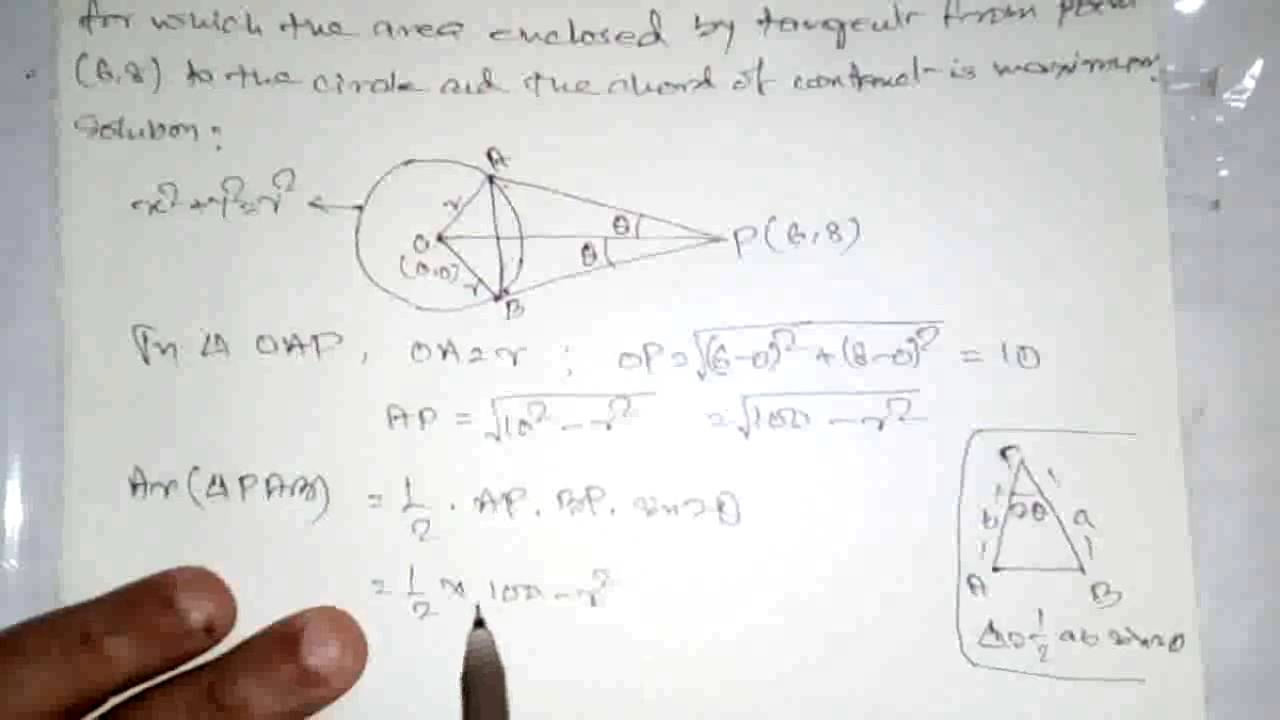 for which the area enclosed by tangent from point
(6,8) to the circle and the chord of contact is maximum.
Solution:
x²+y²=r²
A
r
θ
P(6,8)
O
(0,0)
θ
r
B
In Δ OAP, OA=r ; OP=√(6-0)²+(8-0)² = 10
AP = √10²-r² = √100-r²
Ar(ΔPAB) = 1/2 . AP. BP. sin2θ
= 1/2 × 100-r²
P
b 2θ a
A B
Δ= 1/2 ab sin2θ